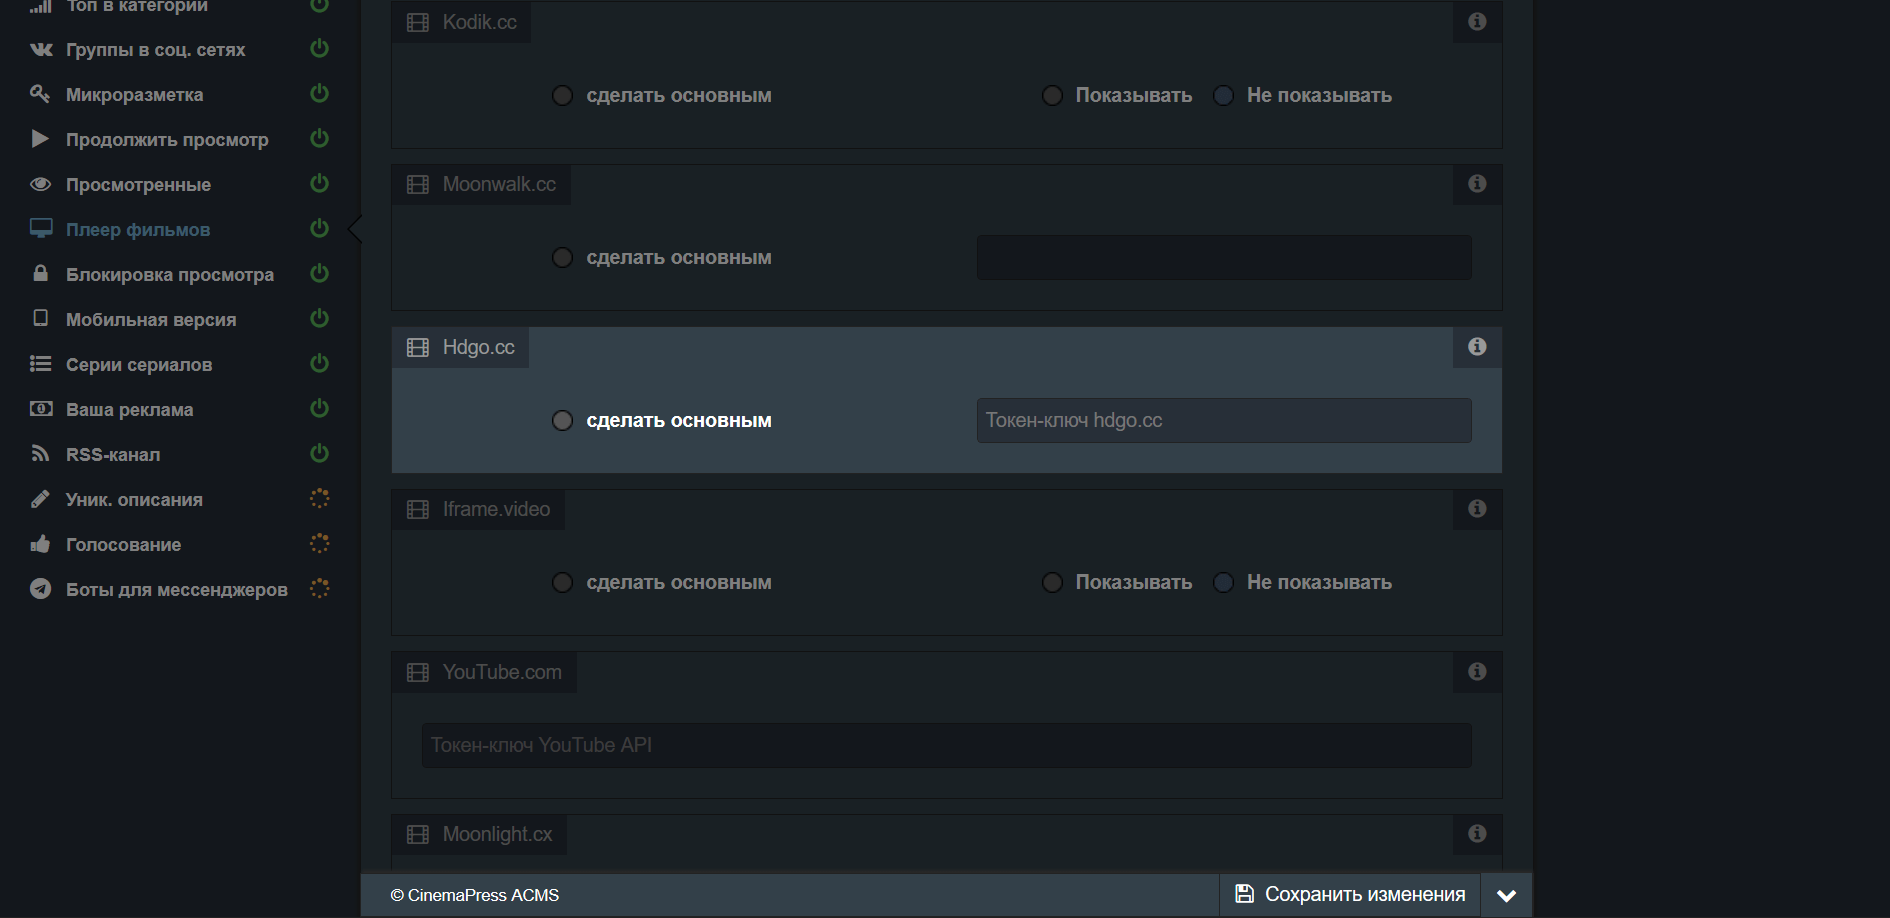 Топ в категории
Группы в соц. сетях
Микроразметка
Продолжить просмотр
Просмотренные
Плеер фильмов
Блокировка просмотра
Мобильная версия
Серии сериалов
Ваша реклама
RSS-канал
Уник. описания
Голосование
Боты для мессенджеров
Kodik.cc
сделать основным
Показывать
Не показывать
Moonwalk.cc
сделать основным
Hdgo.cc
сделать основным
Токен-ключ hdgo.cc
Iframe.video
сделать основным
Показывать
Не показывать
YouTube.com
Токен-ключ YouTube API
Moonlight.cx
© CinemaPress ACMS
Сохранить изменения